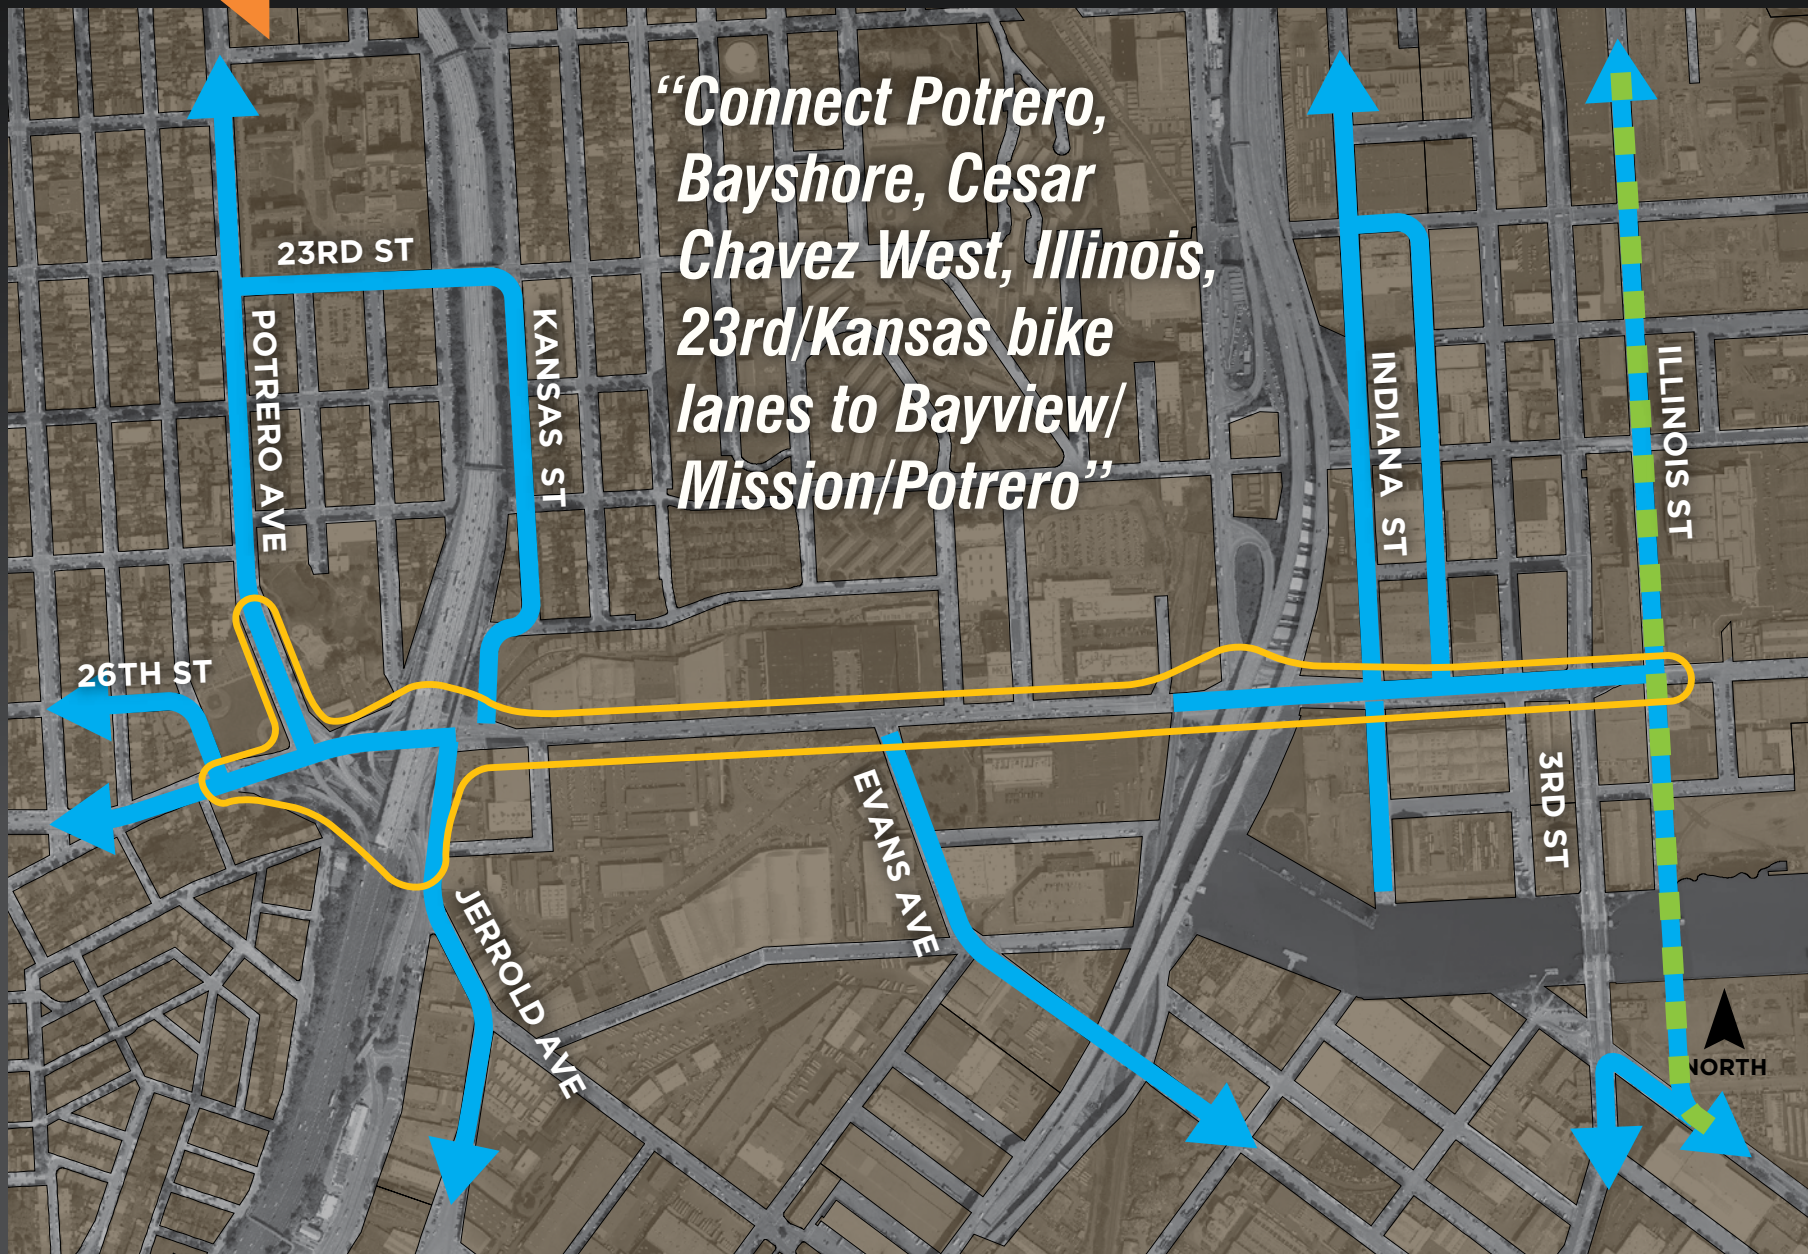 “Connect Potrero,
Bayshore, Cesar
Chavez West, Illinois,
23rd/Kansas bike
lanes to Bayview/
Mission/Potrero”
23RD ST
POTRERO AVE
KANSAS ST
INDIANA ST
ILLINOIS ST
26TH ST
3RD ST
EVANS AVE
JERROLD AVE
NORTH